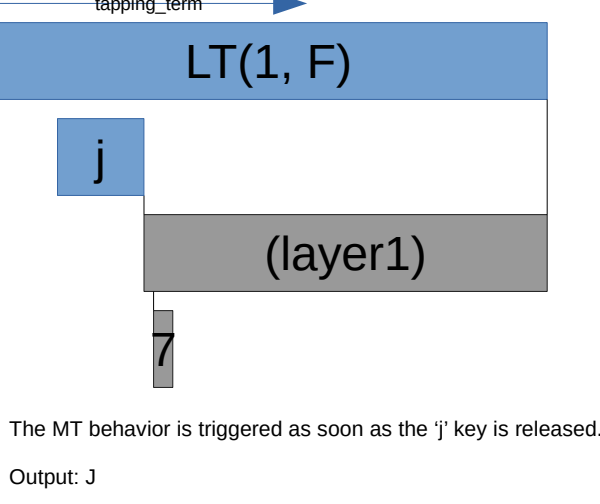 tapping_term
LT(1, F)
j
(layer1)
7
The MT behavior is triggered as soon as the ‘j’ key is released.
Output: J